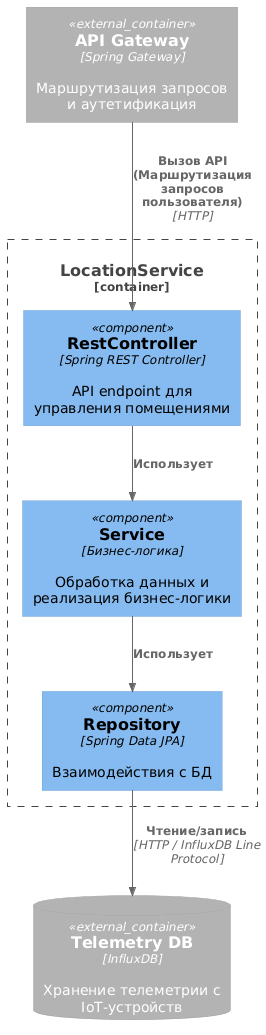 «external_container»
API Gateway
[Spring Gateway]
Маршрутизация запросов
и аутетификация
Вызов API
(Маршрутизация
запросов
пользователя)
[HTTP]
LocationService
[container]
«component»
RestController
[Spring REST Controller]
API endpoint для
управления помещениями
Использует
«component»
Service
[Бизнес-логика]
Обработка данных и
реализация бизнес-логики
Использует
«component»
Repository
[Spring Data JPA]
Взаимодействия с БД
Чтение/запись
[HTTP / InfluxDB Line
Protocol]
«external_container»
Telemetry DB
[InfluxDB]
Хранение телеметрии с
IoT-устройств